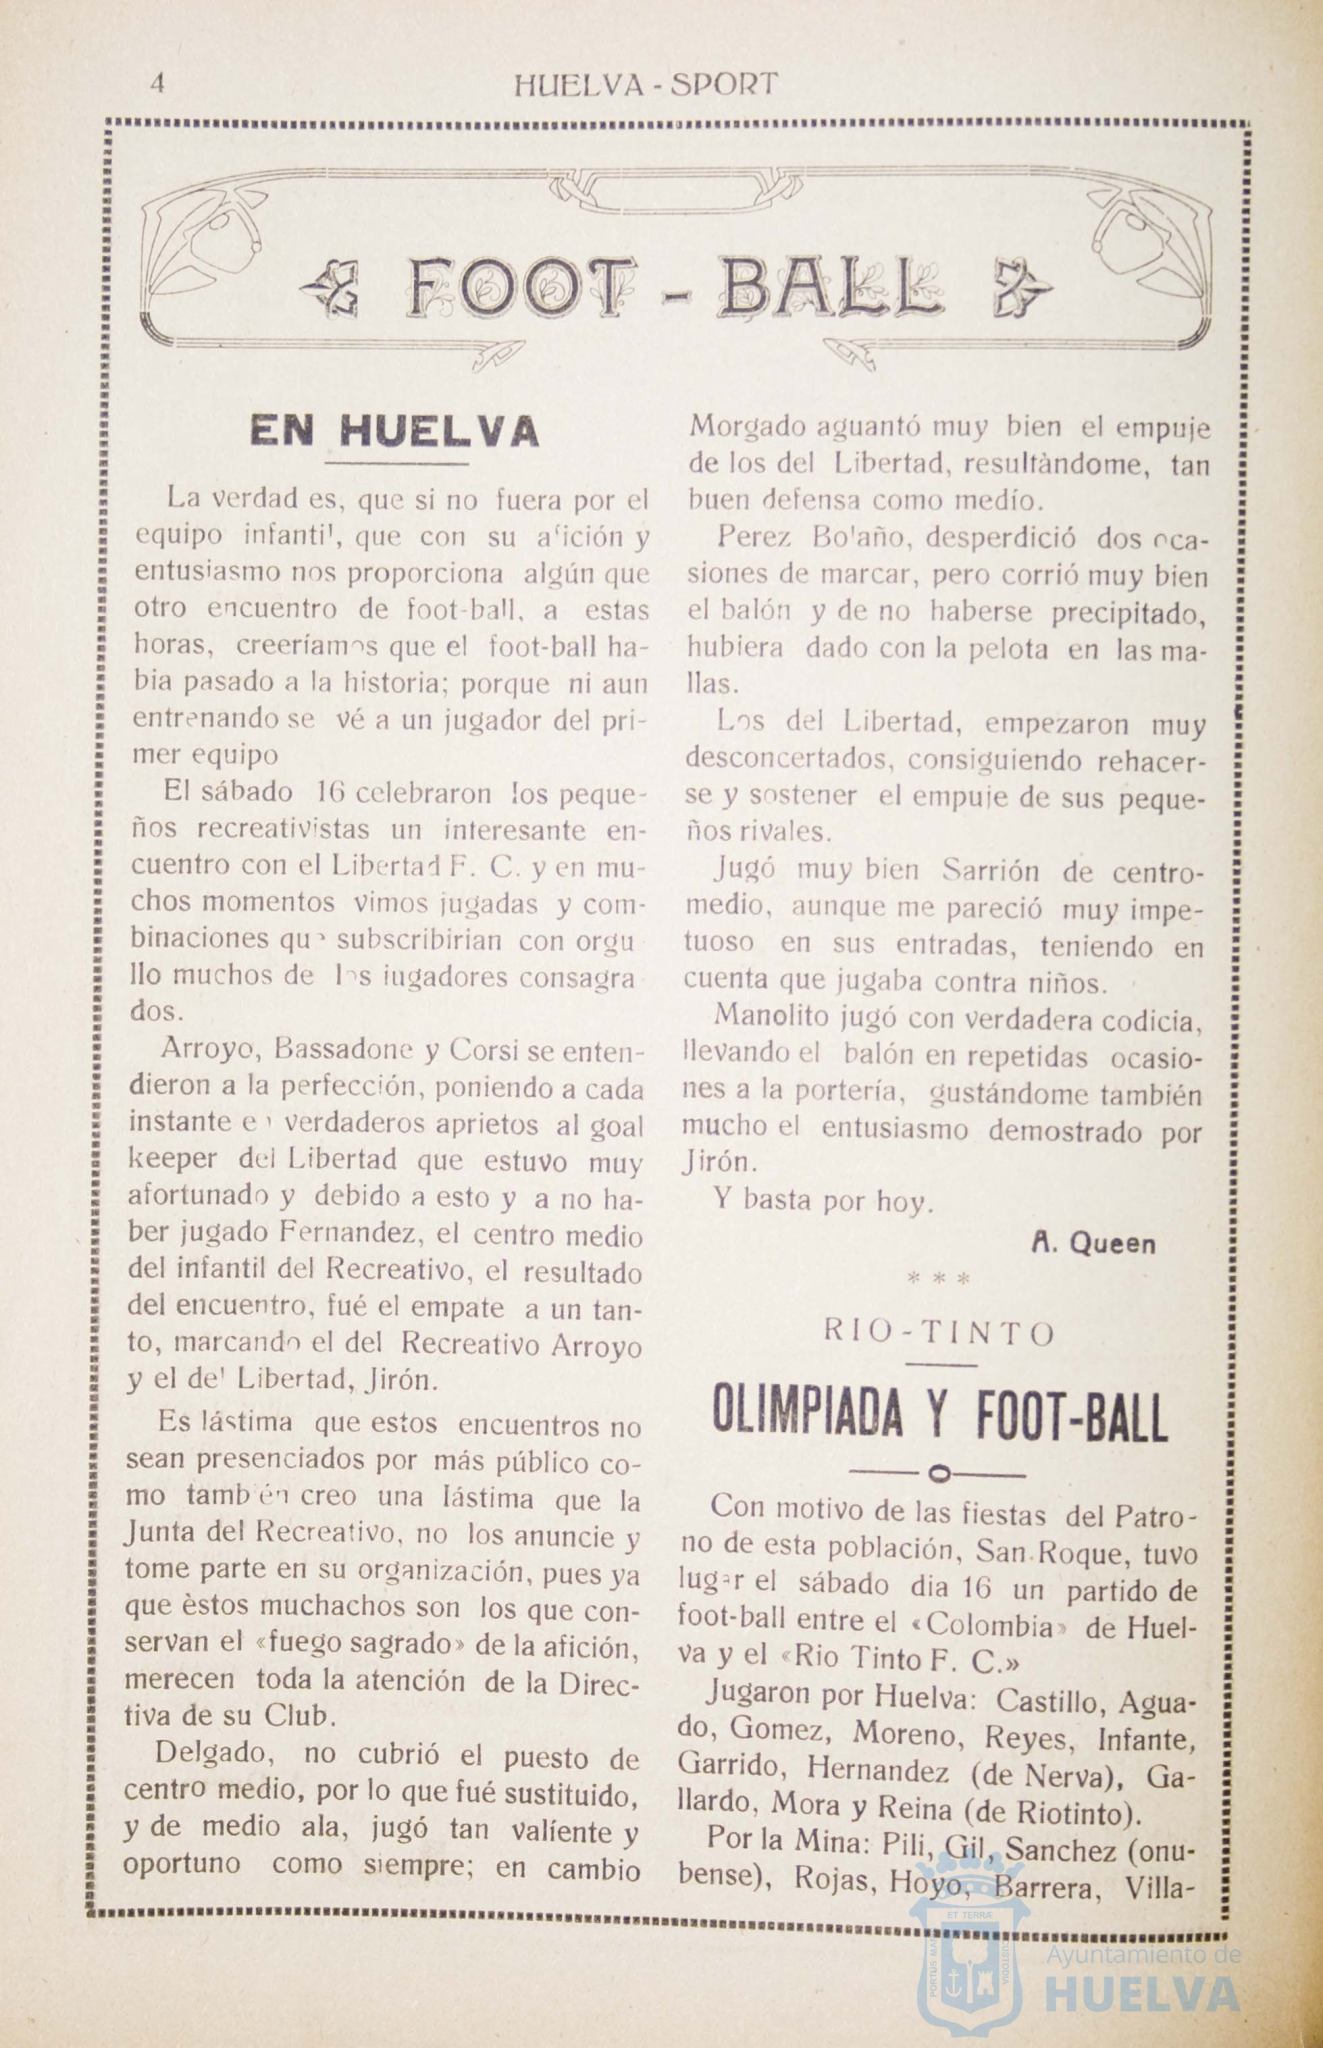 4
HUELVA - SPORT
FOOT - BALL
EN HUELVA
La verdad es, que si no fuera por el
equipo infantil, que con su afición y
entusiasmo nos proporciona algún que
otro encuentro de foot-ball, a estas
horas, creeríamos que el foot-ball ha-
bia pasado a la historia; porque ni aun
entrenando se vé a un jugador del pri-
mer equipo
El sábado 16 celebraron los peque-
ños recreativistas un interesante en-
cuentro con el Libertad F. C. y en mu-
chos momentos vimos jugadas y com-
binaciones que subscribirian con orgu
llo muchos de los jugadores consagra
dos.
Arroyo, Bassadone y Corsi se enten-
dieron a la perfección, poniendo a cada
instante en verdaderos aprietos al goal
keeper del Libertad que estuvo muy
afortunado y debido a esto y a no ha-
ber jugado Fernandez, el centro medio
del infantil del Recreativo, el resultado
del encuentro, fué el empate a un tan-
to, marcando el del Recreativo Arroyo
y el del Libertad, Jirón.
Es lástima que estos encuentros no
sean presenciados por más público co-
mo también creo una lástima que la
Junta del Recreativo, no los anuncie y
tome parte en su organización, pues ya
que èstos muchachos son los que con-
servan el «fuego sagrado» de la afición,
merecen toda la atención de la Direc-
tiva de su Club.
Delgado, no cubrió el puesto de
centro medio, por lo que fué sustituido,
y de medio ala, jugó tan valíente y
oportuno como siempre; en cambio
Morgado aguantó muy bien el empuje
de los del Libertad, resultàndome, tan
buen defensa como medío.
Perez Bolaño, desperdició dos oca-
siones de marcar, pero corrió muy bien
el balón y de no haberse precipitado,
hubiera dado con la pelota en las ma-
llas.
Los del Libertad, empezaron muy
desconcertados, consiguiendo rehacer-
se y sostener el empuje de sus peque-
ños rivales.
Jugó muy bien Sarrión de centro-
medio, aunque me pareció muy impe-
tuoso en sus entradas, teniendo en
cuenta que jugaba contra niños.
Manolito jugó con verdadera codicia,
llevando el balón en repetidas ocasio-
nes a la portería, gustándome también
mucho el entusiasmo demostrado por
Jirón.
Y basta por hoy.
A. Queen
* * *
RIO-TINTO
OLIMPIADA Y FOOT-BALL
Con motivo de las fiestas del Patro-
no de esta población, San Roque, tuvo
lugar el sábado dia 16 un partido de
foot-ball entre el «Colombia» de Huel-
va y el «Rio Tinto F. C.»
Jugaron por Huelva: Castillo, Agua-
do, Gomez, Moreno, Reyes, Infante,
Garrido, Hernandez (de Nerva), Ga-
llardo, Mora y Reina (de Riotinto).
Por la Mina: Pili, Gil, Sanchez (onu-
bense), Rojas, Hoyo, Barrera, Villa-
ET TERRÆ
PORTUS MARIS
CUSTODIA
Ayuntamiento de
HUELVA